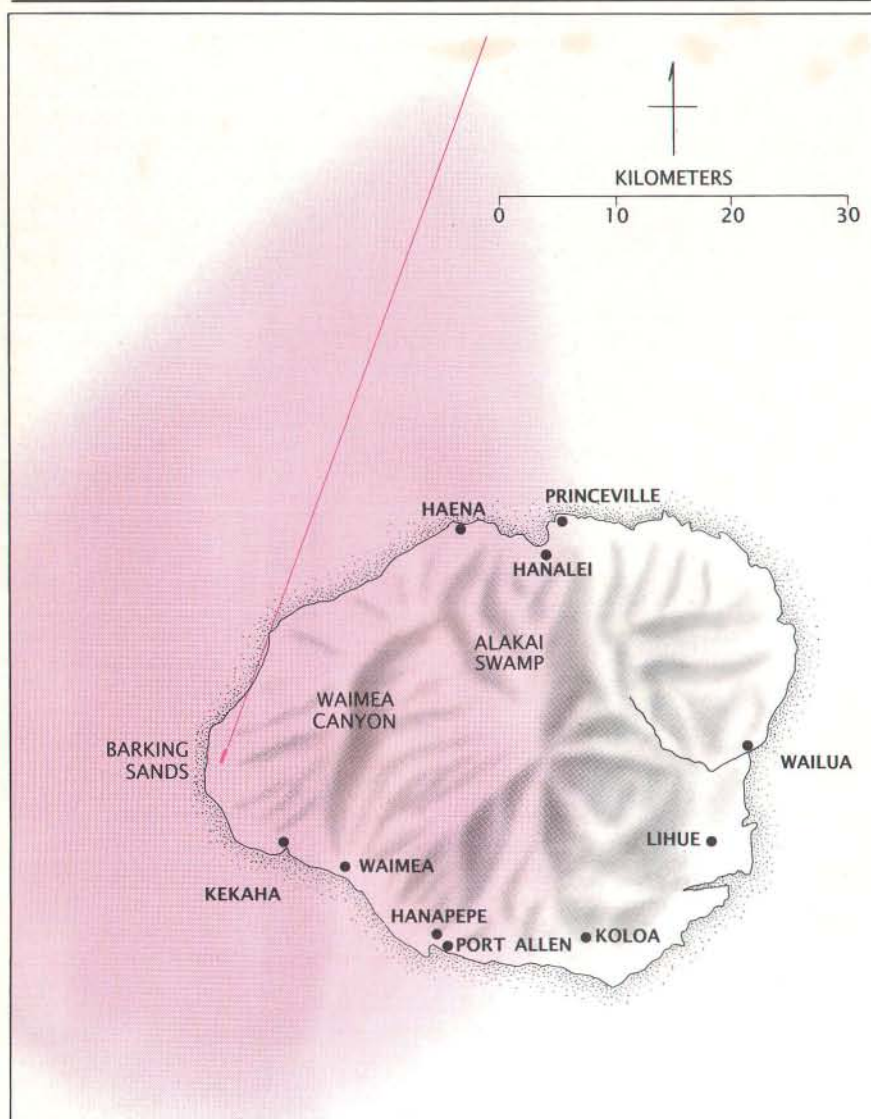 KILOMETERS
0 10 20 30
PRINCEVILLE
HAENA
HANALEI
ALAKAI
SWAMP
WAIMEA
CANYON
BARKING
SANDS
WAILUA
LIHUE
WAIMEA
KEKAHA
HANAPEPE
PORT ALLEN
KOLOA